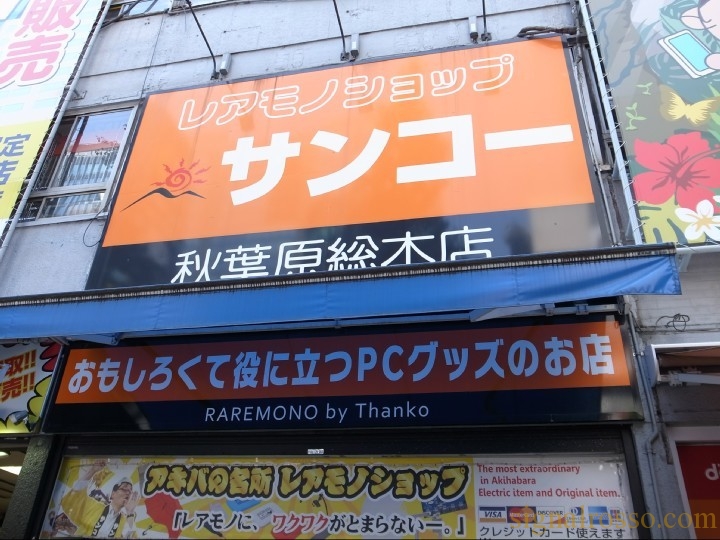 販売
レアモノショップ
サンコー
秋葉原総本店
おもしろくて役に立つPCグッズのお店
RAREMONO by Thanko
アキバの名所 レアモノショップ
『レアモノに、ワクワクがとまらないー。』
The most extraordinary
in Akihabara
Electric item and Original item.
VISA DISCOVER
クレジットカード使えます